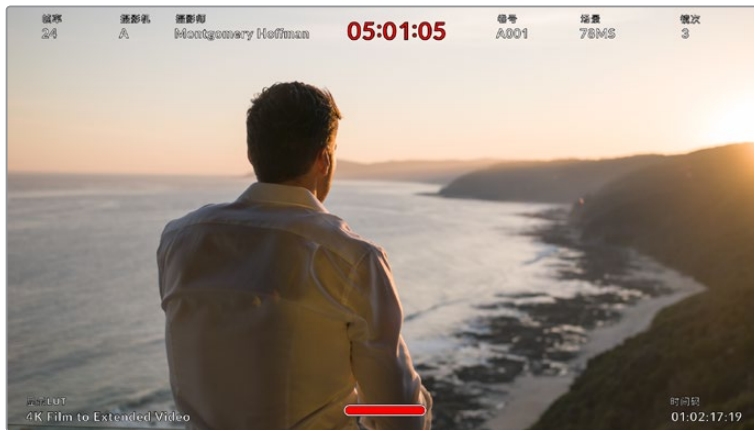 帧率 摄影机 摄影师 卷号 场景 镜次
24 A Montgomery Hoffman 05:01:05 A001 78MS 3
LUT 时间码
4K Film to Extended Video 01:02:17:19